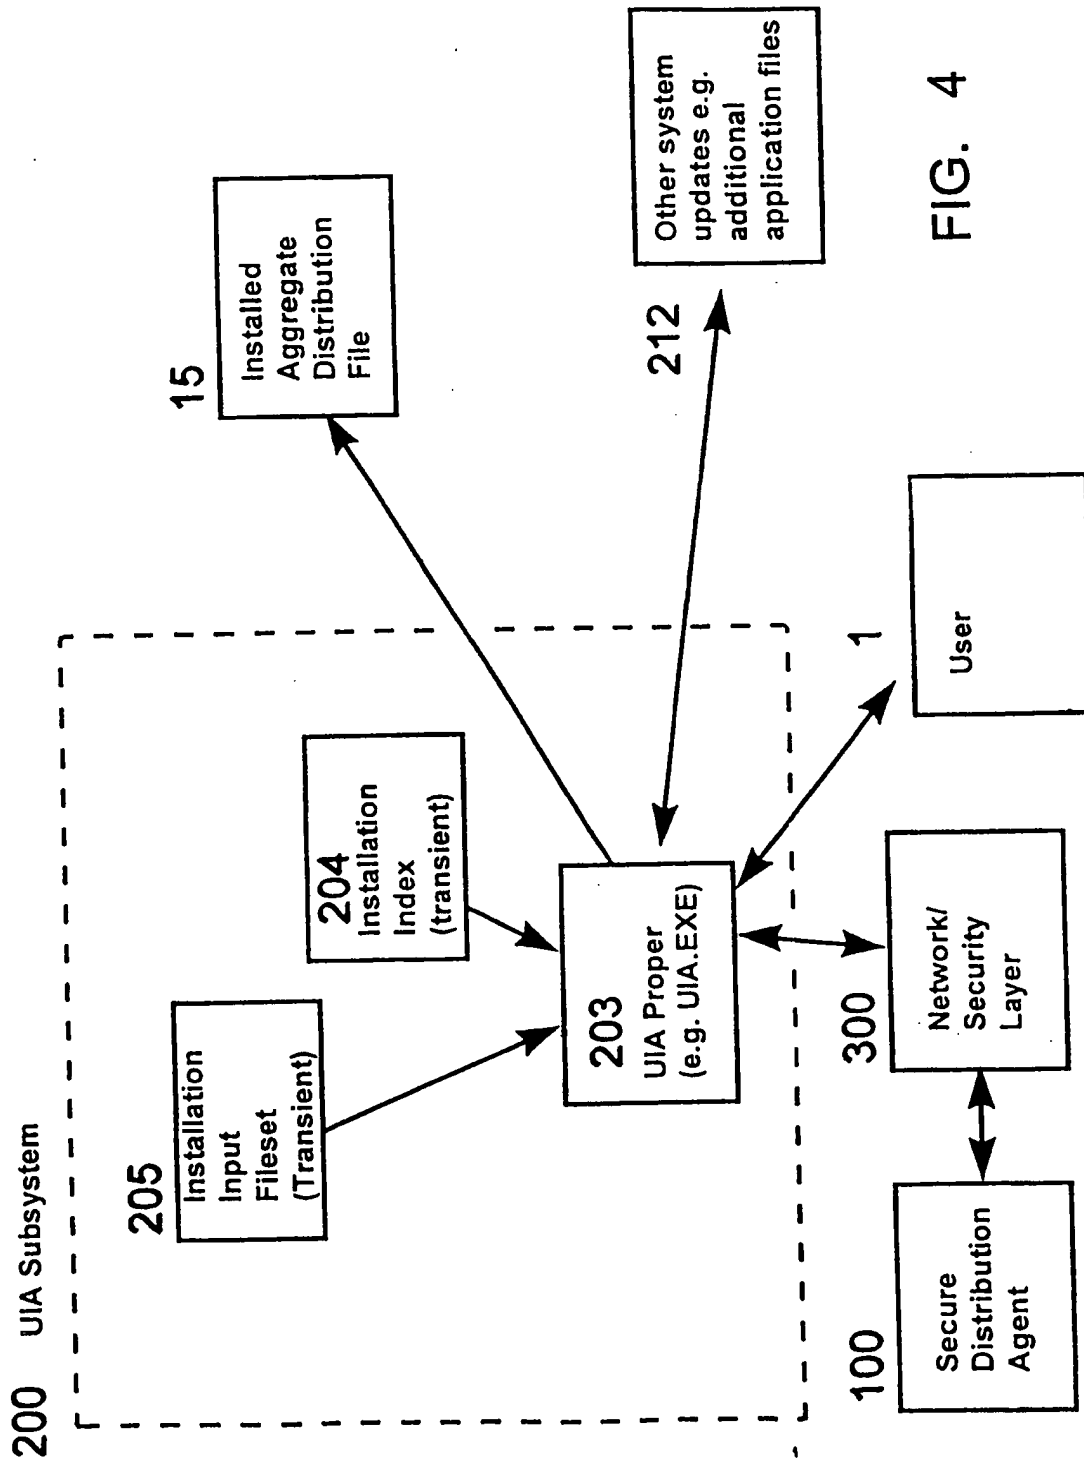 200 UIA Subsystem
205
Installation
Input
Fileset
(Transient)
204
Installation
Index
(transient)
203
UIA Proper
(e.g. UIA.EXE)
15
Installed
Aggregate
Distribution
File
212
Other system
updates e.g.
additional
application files
100
Secure
Distribution
Agent
300
Network/
Security
Layer
1
User
FIG. 4